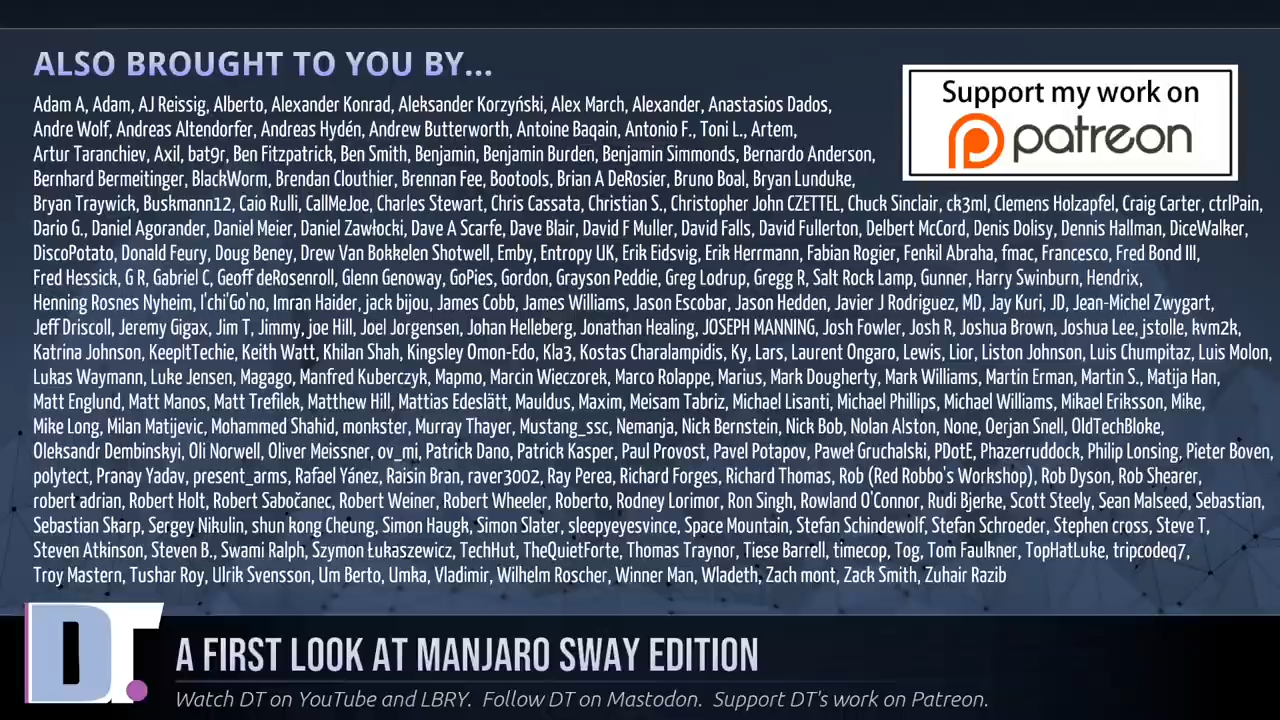 ALSO BROUGHT TO YOU BY...
Support my work on
patreon
Adam A, Adam, AJ Reissig, Alberto, Alexander Konrad, Aleksander Korzyński, Alex March, Alexander, Anastasios Dados,
Andre Wolf, Andreas Altendorfer, Andreas Hydén, Andrew Butterworth, Antoine Baqain, Antonio F., Toni L., Artem,
Artur Taranchiev, Axil, bat9r, Ben Fitzpatrick, Ben Smith, Benjamin, Benjamin Burden, Benjamin Simmonds, Bernardo Anderson,
Bernhard Bermeitinger, BlackWorm, Brendan Clouthier, Brennan Fee, Bootools, Brian A DeRosier, Bruno Boal, Bryan Lunduke,
Bryan Traywick, Buskmann12, Caio Rulli, CallMeJoe, Charles Stewart, Chris Cassata, Christian S., Christopher John CZETTEL, Chuck Sinclair, ck3ml, Clemens Holzapfel, Craig Carter, ctrlPain,
Dario G., Daniel Agorander, Daniel Meier, Daniel Zawłocki, Dave A Scarfe, Dave Blair, David F Muller, David Falls, David Fullerton, Delbert McCord, Denis Dolisy, Dennis Hallman, DiceWalker,
DiscoPotato, Donald Feury, Doug Beney, Drew Van Bokkelen Shotwell, Emby, Entropy UK, Erik Eidsvig, Erik Herrmann, Fabian Rogier, Fenkil Abraha, fmac, Francesco, Fred Bond III,
Fred Hessick, G R, Gabriel C, Geoff deRosenroll, Glenn Genoway, GoPies, Gordon, Grayson Peddie, Greg Lodrup, Gregg R, Salt Rock Lamp, Gunner, Harry Swinburn, Hendrix,
Henning Rosnes Nyheim, I'chi'Go'no, Imran Haider, jack bijou, James Cobb, James Williams, Jason Escobar, Jason Hedden, Javier J Rodriguez, MD, Jay Kuri, JD, Jean-Michel Zwygart,
Jeff Driscoll, Jeremy Gigax, Jim T, Jimmy, joe Hill, Joel Jorgensen, Johan Helleberg, Jonathan Healing, JOSEPH MANNING, Josh Fowler, Josh R, Joshua Brown, Joshua Lee, jstolle, kvm2k,
Katrina Johnson, KeepItTechie, Keith Watt, Khilan Shah, Kingsley Omon-Edo, Kla3, Kostas Charalampidis, Ky, Lars, Laurent Ongaro, Lewis, Lior, Liston Johnson, Luis Chumpitaz, Luis Molon,
Lukas Waymann, Luke Jensen, Magago, Manfred Kuberczyk, Mapmo, Marcin Wieczorek, Marco Rolappe, Marius, Mark Dougherty, Mark Williams, Martin Erman, Martin S., Matija Han,
Matt Englund, Matt Manos, Matt Trefilek, Matthew Hill, Mattias Edeslätt, Mauldus, Maxim, Meisam Tabriz, Michael Lisanti, Michael Phillips, Michael Williams, Mikael Eriksson, Mike,
Mike Long, Milan Matijevic, Mohammed Shahid, monkster, Murray Thayer, Mustang_ssc, Nemanja, Nick Bernstein, Nick Bob, Nolan Alston, None, Oerjan Snell, OldTechBloke,
Oleksandr Dembinskyi, Oli Norwell, Oliver Meissner, ov_mi, Patrick Dano, Patrick Kasper, Paul Provost, Pavel Potapov, Paweł Gruchalski, PDotE, Phazerruddock, Philip Lonsing, Pieter Boven,
polytect, Pranay Yadav, present_arms, Rafael Yánez, Raisin Bran, raver3002, Ray Perea, Richard Forges, Richard Thomas, Rob (Red Robbo's Workshop), Rob Dyson, Rob Shearer,
robert adrian, Robert Holt, Robert Sabočanec, Robert Weiner, Robert Wheeler, Roberto, Rodney Lorimor, Ron Singh, Rowland O'Connor, Rudi Bjerke, Scott Steely, Sean Malseed, Sebastian,
Sebastian Skarp, Sergey Nikulin, shun kong Cheung, Simon Haugk, Simon Slater, sleepyeyesvince, Space Mountain, Stefan Schindewolf, Stefan Schroeder, Stephen cross, Steve T,
Steven Atkinson, Steven B., Swami Ralph, Szymon Łukaszewicz, TechHut, TheQuietForte, Thomas Traynor, Tiese Barrell, timecop, Tog, Tom Faulkner, TopHatLuke, tripcodeq7,
Troy Mastern, Tushar Roy, Ulrik Svensson, Um Berto, Umka, Vladimir, Wilhelm Roscher, Winner Man, Wladeth, Zach mont, Zack Smith, Zuhair Razib
DT.
A FIRST LOOK AT MANJARO SWAY EDITION
Watch DT on YouTube and LBRY. Follow DT on Mastodon. Support DT's work on Patreon.